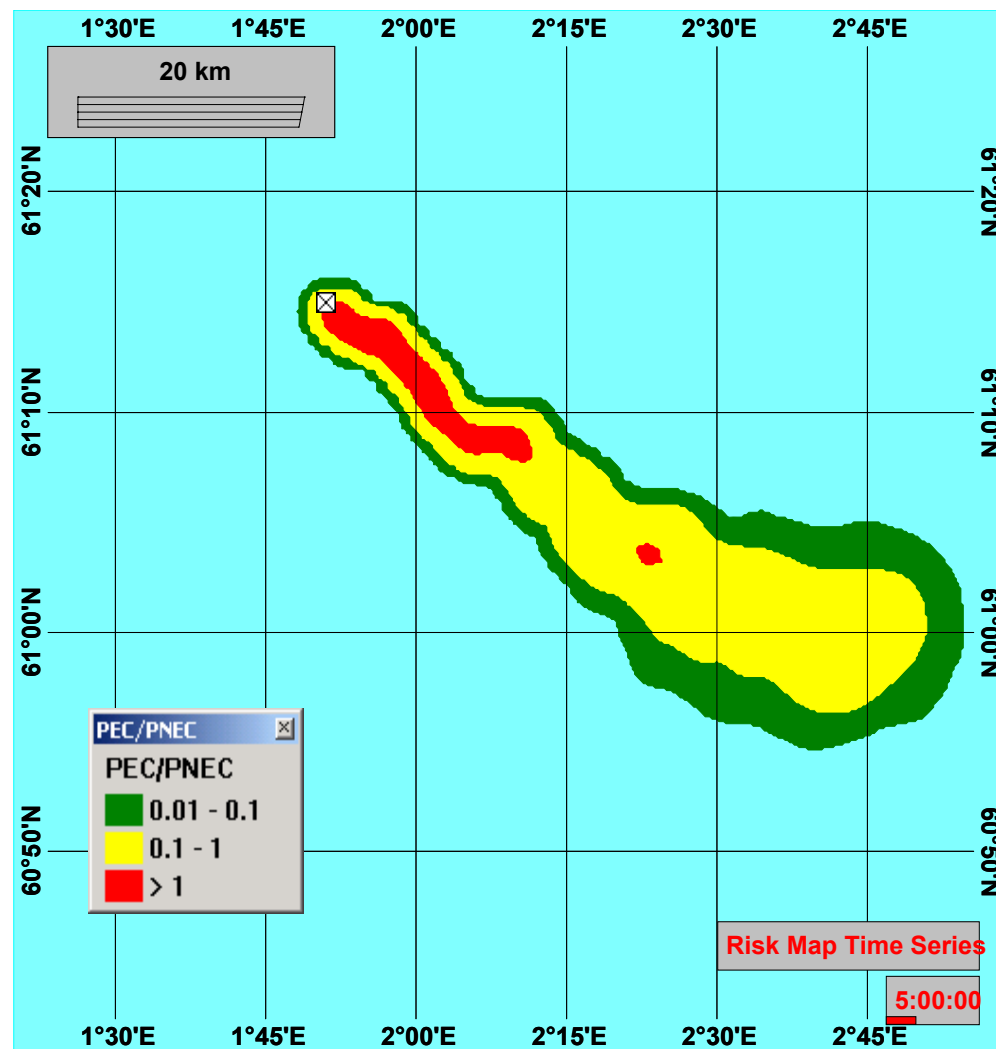 1°30'E 1°45'E 2°00'E 2°15'E 2°30'E 2°45'E
20 km
61°20'N 61°20'N
61°10'N 61°10'N
61°00'N 61°00'N
PEC/PNEC
PEC/PNEC
0.01 - 0.1
0.1 - 1
> 1
60°50'N 60°50'N
Risk Map Time Series
5:00:00
1°30'E 1°45'E 2°00'E 2°15'E 2°30'E 2°45'E